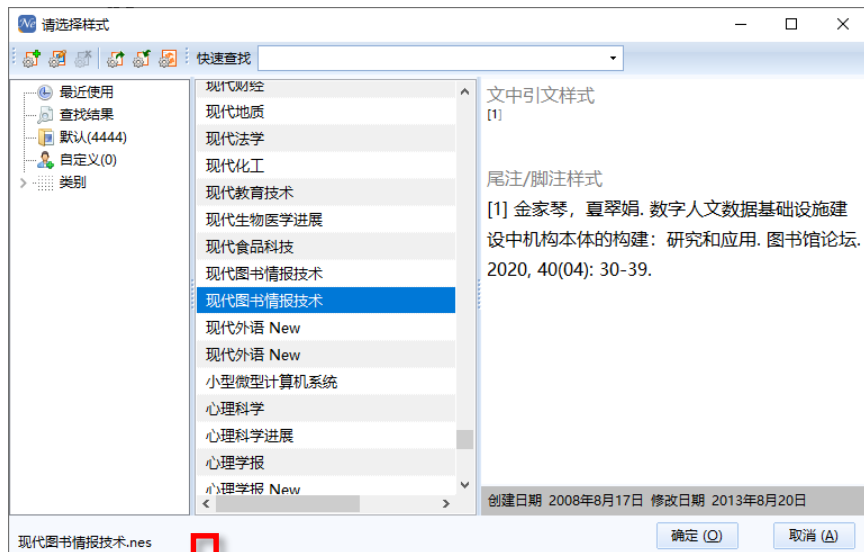 请选择样式
快速查找
最近使用
查找结果
默认(4444)
自定义(0)
类别
现代财经
现代地质
现代法学
现代化工
现代教育技术
现代生物医学进展
现代食品科技
现代图书情报技术
现代图书情报技术
现代外语 New
现代外语 New
小型微型计算机系统
心理科学
心理科学进展
心理学报
心理学报 New
文中引文样式
[1]
尾注/脚注样式
[1] 金家琴，夏翠娟. 数字人文数据基础设施建
设中机构本体的构建：研究和应用. 图书馆论坛.
2020, 40(04): 30-39.
创建日期 2008年8月17日 修改日期 2013年8月20日
现代图书情报技术.nes
确定 (O)
取消 (A)